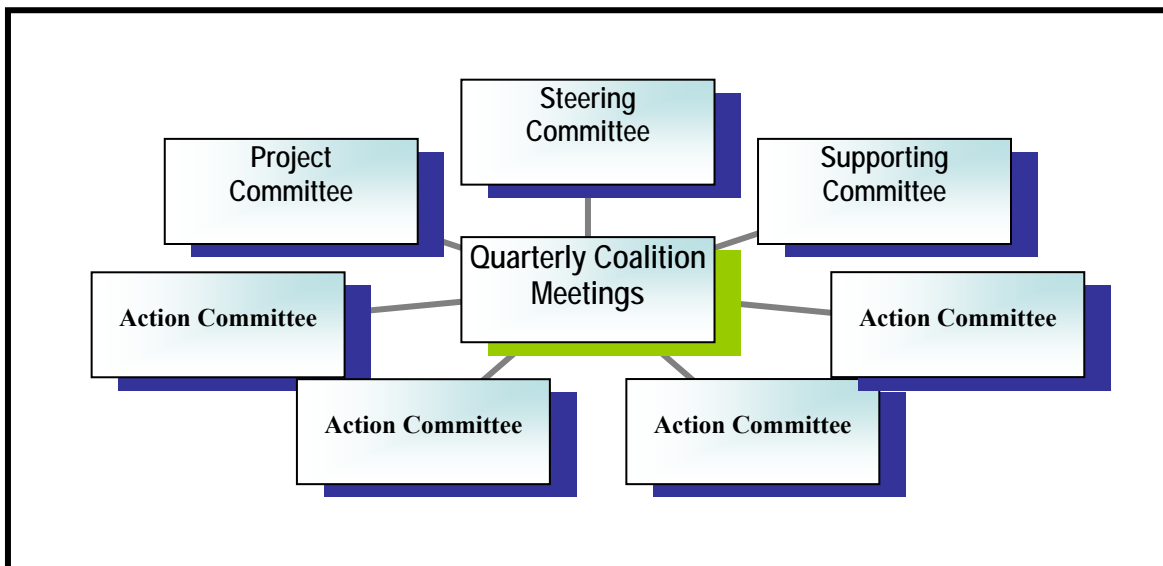 Steering
Committee
Project
Committee
Supporting
Committee
Quarterly Coalition
Meetings
Action Committee
Action Committee
Action Committee
Action Committee